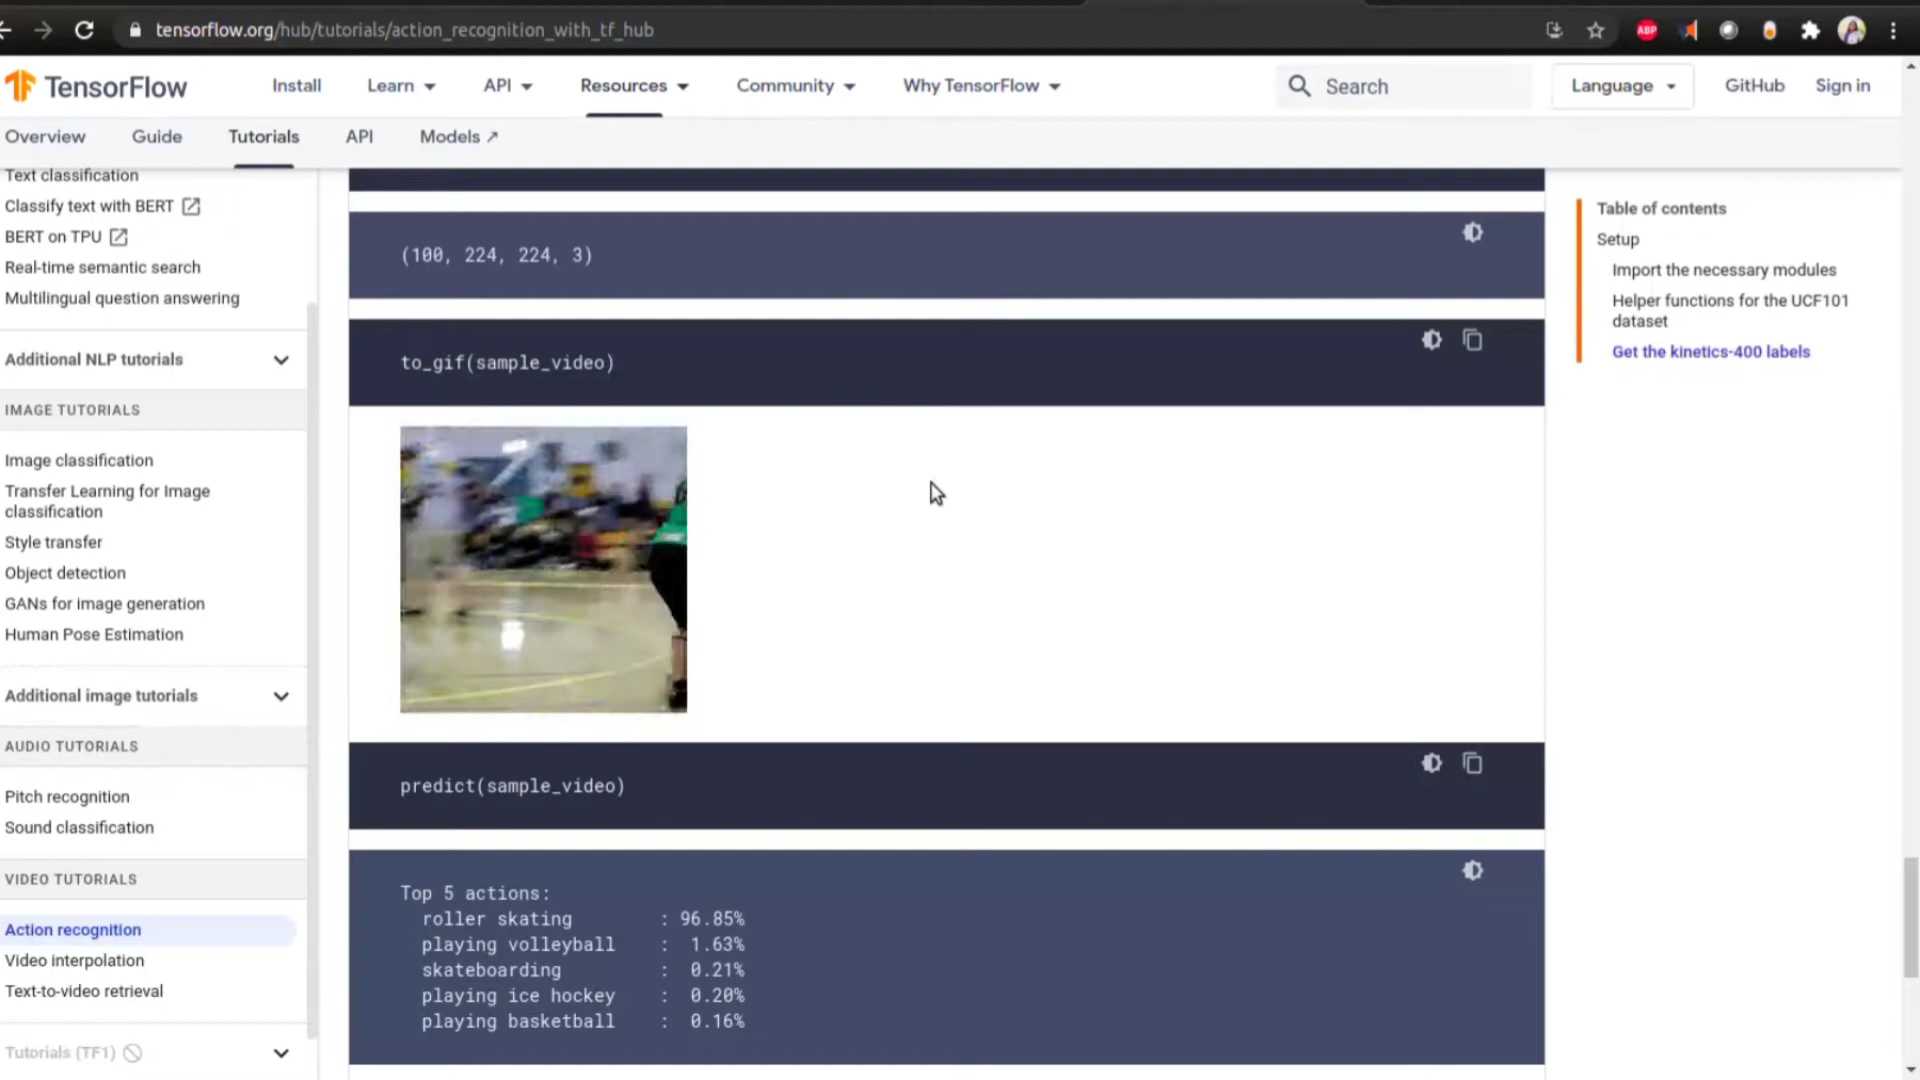 tensorflow.org/hub/tutorials/action_recognition_with_tf_hub
ABP
TensorFlow
Install
Learn
API
Resources
Community
Why TensorFlow
Search
Language
GitHub
Sign in
Overview
Guide
Tutorials
API
Models
Text classification
Classify text with BERT
BERT on TPU
Real-time semantic search
Multilingual question answering
Additional NLP tutorials
IMAGE TUTORIALS
Image classification
Transfer Learning for Image
classification
Style transfer
Object detection
GANs for image generation
Human Pose Estimation
Additional image tutorials
AUDIO TUTORIALS
Pitch recognition
Sound classification
VIDEO TUTORIALS
Action recognition
Video interpolation
Text-to-video retrieval
Tutorials (TF1)
(100, 224, 224, 3)
to_gif(sample_video)
predict(sample_video)
Top 5 actions:
roller skating : 96.85%
playing volleyball : 1.63%
skateboarding : 0.21%
playing ice hockey : 0.20%
playing basketball : 0.16%
Table of contents
Setup
Import the necessary modules
Helper functions for the UCF101
dataset
Get the kinetics-400 labels